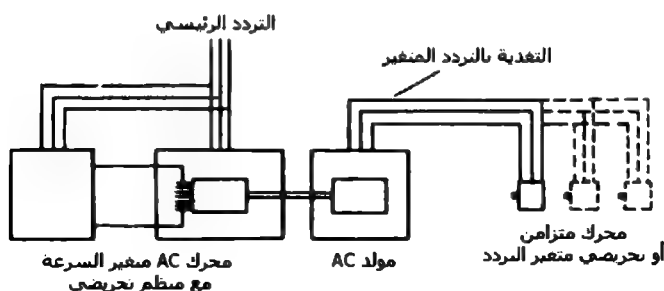 التردد الرئيسي
التغذية بالتردد المتغير
محرك متزامن
أو تحريضي متغير التردد
مولد AC
محرك AC متغير السرعة
مع منظم تحريضي